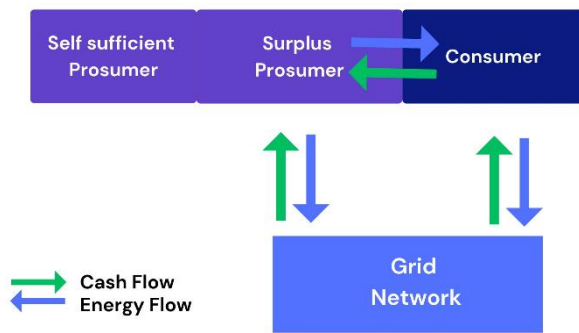 Self sufficient
Prosumer
Surplus
Prosumer
Consumer
Grid
Network
Cash Flow
Energy Flow